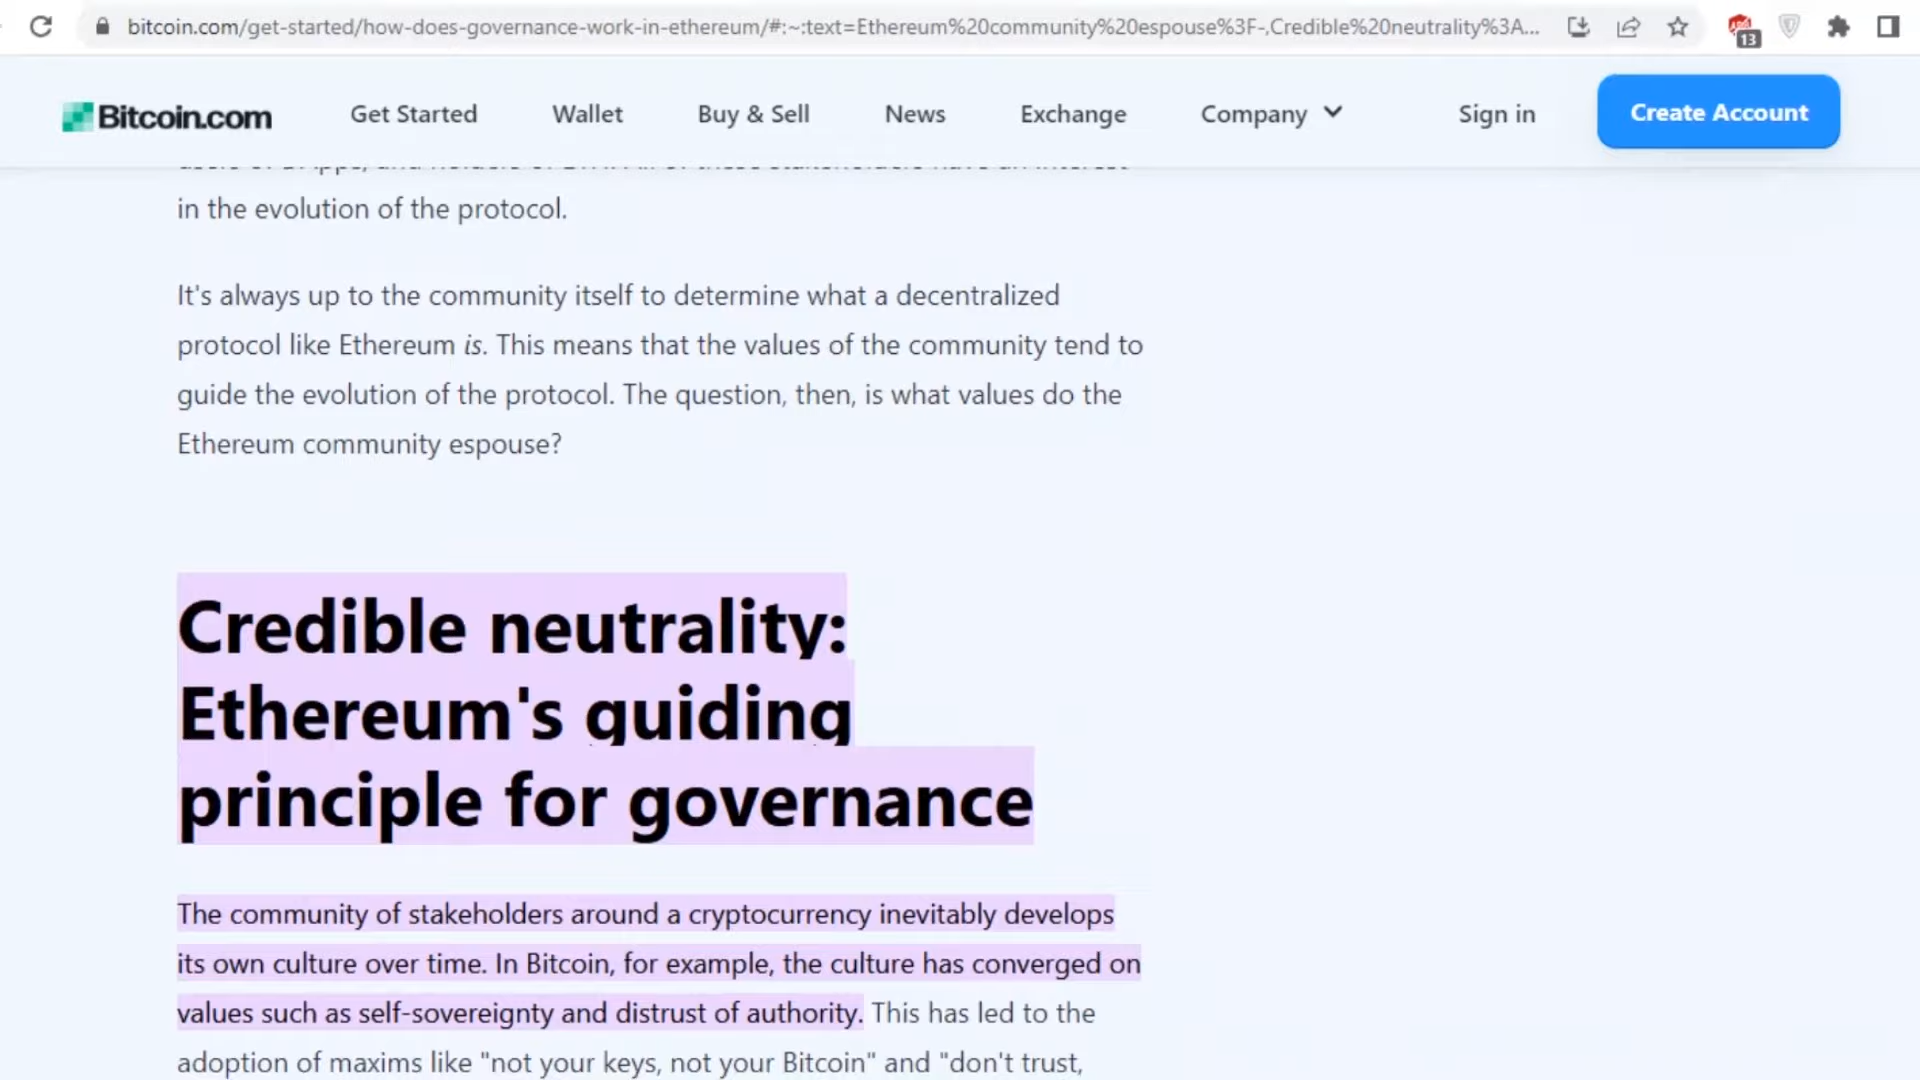 bitcoin.com/get-started/how-does-governance-work-in-ethereum/#:~:text=Ethereum%20community%20espouse%3F-,Credible%20neutrality%3A...
13
Bitcoin.com
Get Started
Wallet
Buy & Sell
News
Exchange
Company
Sign in
Create Account
in the evolution of the protocol.
It's always up to the community itself to determine what a decentralized
protocol like Ethereum is. This means that the values of the community tend to
guide the evolution of the protocol. The question, then, is what values do the
Ethereum community espouse?
Credible neutrality:
Ethereum's guiding
principle for governance
The community of stakeholders around a cryptocurrency inevitably develops
its own culture over time. In Bitcoin, for example, the culture has converged on
values such as self-sovereignty and distrust of authority. This has led to the
adoption of maxims like "not your keys, not your Bitcoin" and "don't trust,